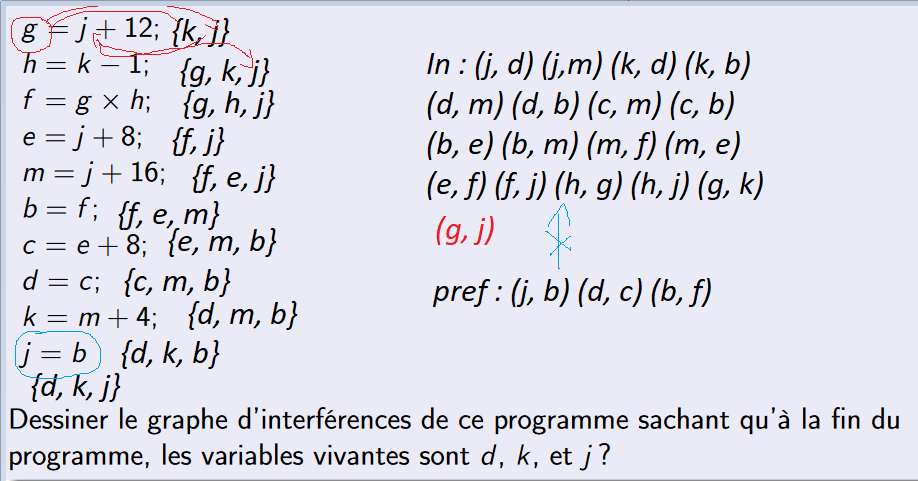 g = j + 12; {k, j}
h = k − 1; {g, k, j}
f = g × h; {g, h, j}
e = j + 8; {f, j}
m = j + 16; {f, e, j}
b = f; {f, e, m}
c = e + 8; {e, m, b}
d = c; {c, m, b}
k = m + 4; {d, m, b}
j = b {d, k, b}
{d, k, j}
In : (j, d) (j,m) (k, d) (k, b)
(d, m) (d, b) (c, m) (c, b)
(b, e) (b, m) (m, f) (m, e)
(e, f) (f, j) (h, g) (h, j) (g, k)
(g, j)
pref : (j, b) (d, c) (b, f)
Dessiner le graphe d'interférences de ce programme sachant qu'à la fin du
programme, les variables vivantes sont d, k, et j ?